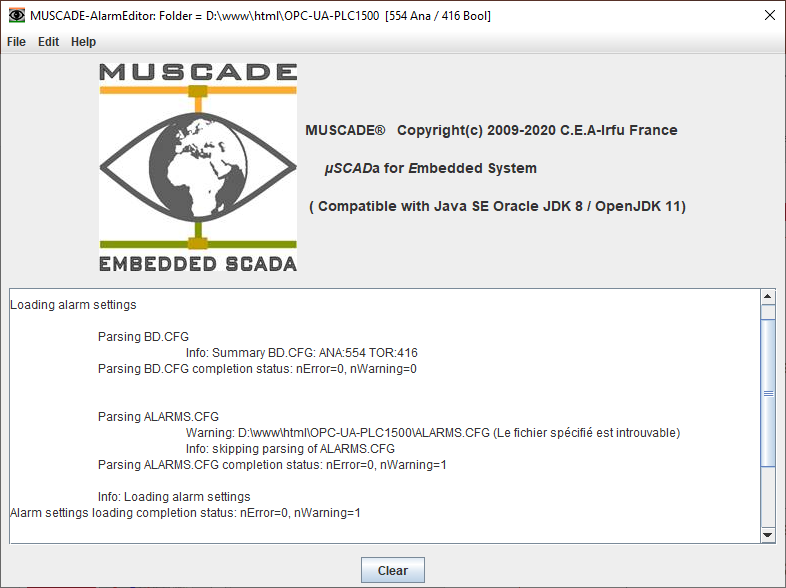 MUSCADE-AlarmEditor: Folder = D:\www\html\OPC-UA-PLC1500 [554 Ana / 416 Bool]
File Edit Help
MUSCADE
EMBEDDED SCADA
MUSCADE® Copyright(c) 2009-2020 C.E.A-Irfu France
µSCADa for Embedded System
( Compatible with Java SE Oracle JDK 8 / OpenJDK 11)
Loading alarm settings
Parsing BD.CFG
Info: Summary BD.CFG: ANA:554 TOR:416
Parsing BD.CFG completion status: nError=0, nWarning=0
Parsing ALARMS.CFG
Warning: D:\www\html\OPC-UA-PLC1500\ALARMS.CFG (Le fichier spécifié est introuvable)
Info: skipping parsing of ALARMS.CFG
Parsing ALARMS.CFG completion status: nError=0, nWarning=1
Info: Loading alarm settings
Alarm settings loading completion status: nError=0, nWarning=1
Clear